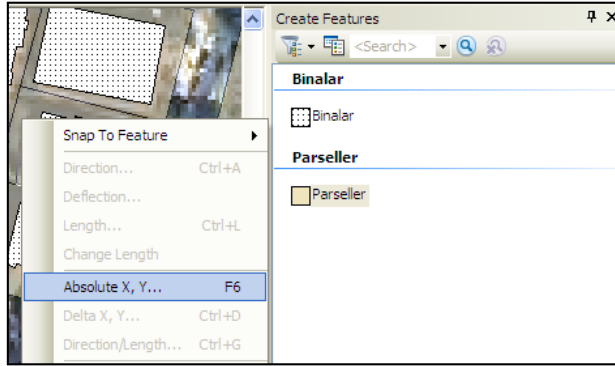 Create Features
<Search>
Binalar
Binalar
Parseller
Parseller
Snap To Feature
Direction... Ctrl+A
Deflection...
Length... Ctrl+L
Change Length
Absolute X, Y... F6
Delta X, Y... Ctrl+D
Direction/Length... Ctrl+G